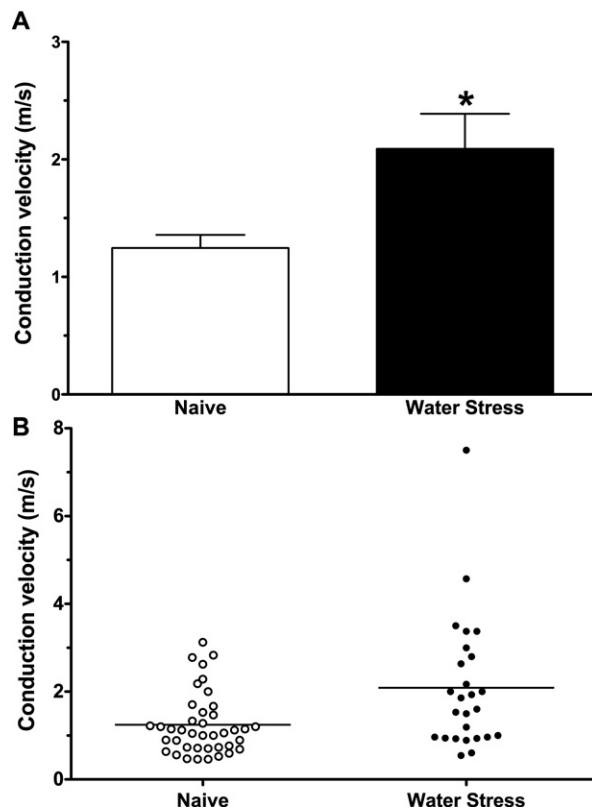 A
Conduction velocity (m/s)
3
2
1
0
*
Naive
Water Stress
B
Conduction velocity (m/s)
8
6
4
2
0
Naive
Water Stress